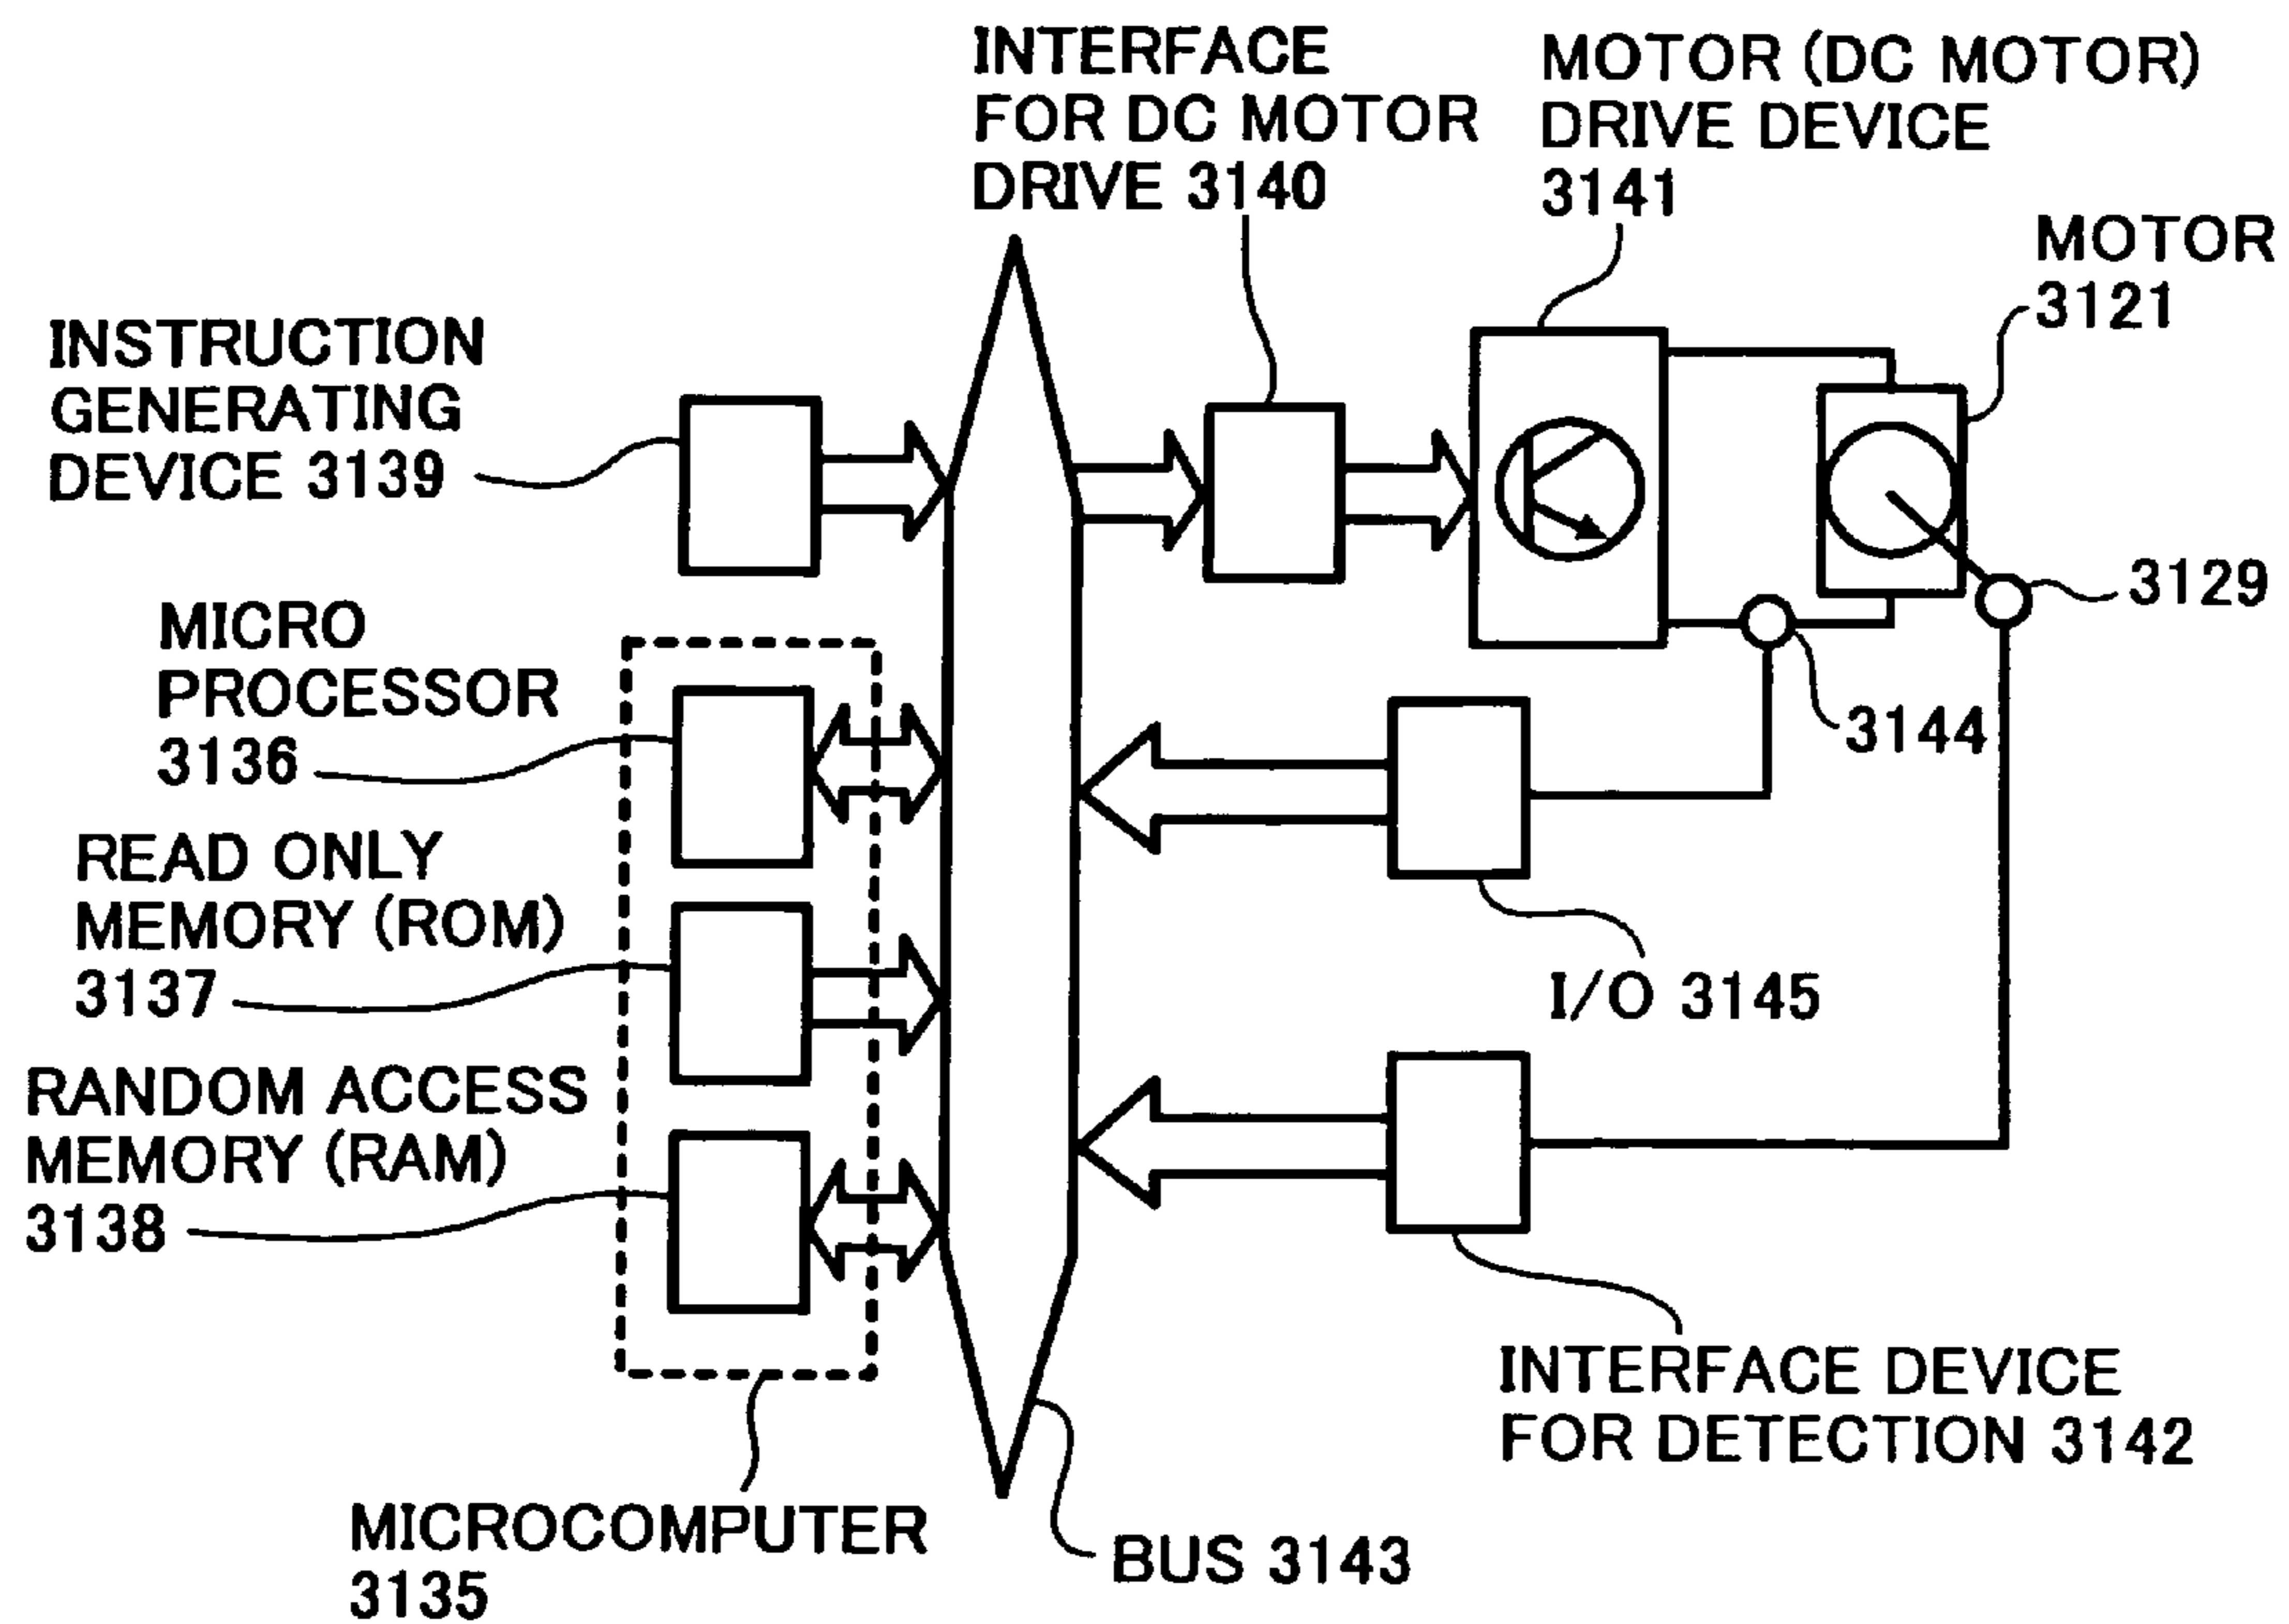 INTERFACE
FOR DC MOTOR
DRIVE 3140
MOTOR (DC MOTOR)
DRIVE DEVICE
3141
MOTOR
3121
INSTRUCTION
GENERATING
DEVICE 3139
3129
MICRO
PROCESSOR
3136
3144
READ ONLY
MEMORY (ROM)
3137
I/O 3145
RANDOM ACCESS
MEMORY (RAM)
3138
INTERFACE DEVICE
FOR DETECTION 3142
MICROCOMPUTER
3135
BUS 3143